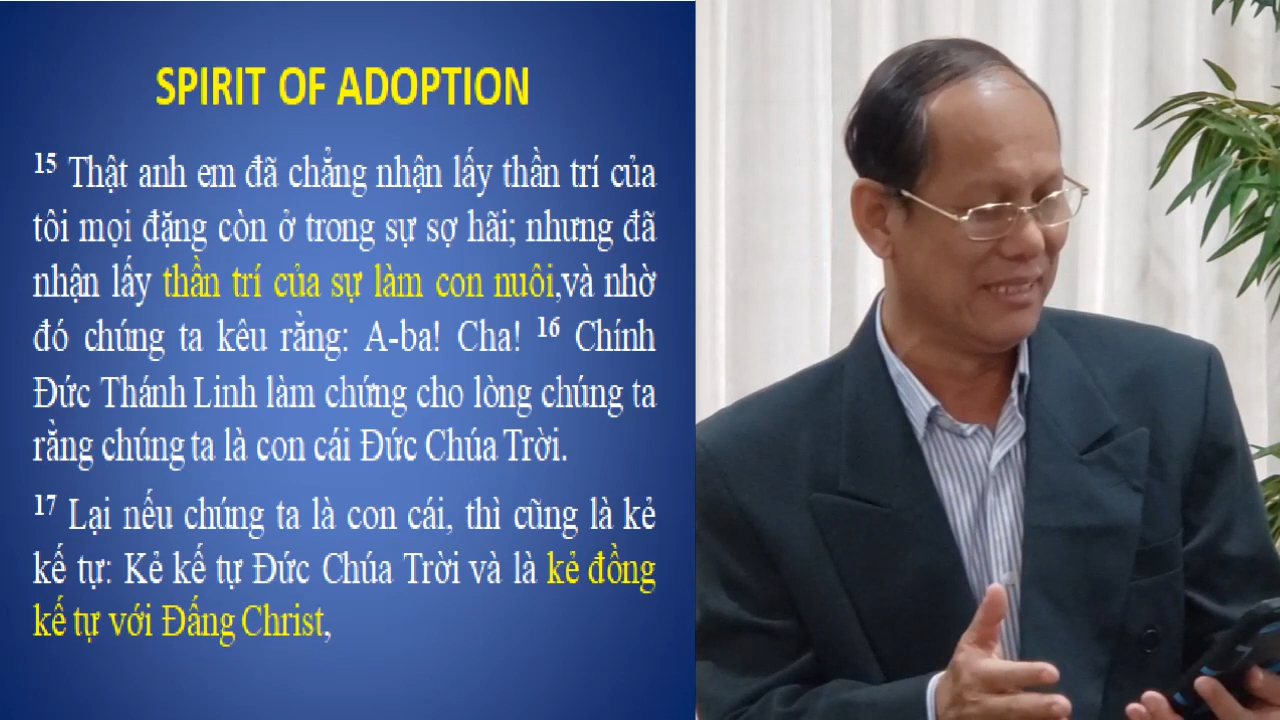 SPIRIT OF ADOPTION
15 Thật anh em đã chẳng nhận lấy thần trí của
tôi mọi đặng còn ở trong sự sợ hãi; nhưng đã
nhận lấy thần trí của sự làm con nuôi,và nhờ
đó chúng ta kêu rằng: A-ba! Cha! 16 Chính
Đức Thánh Linh làm chứng cho lòng chúng ta
rằng chúng ta là con cái Đức Chúa Trời.
17 Lại nếu chúng ta là con cái, thì cũng là kẻ
kế tự: Kẻ kế tự Đức Chúa Trời và là kẻ đồng
kế tự với Đấng Christ,